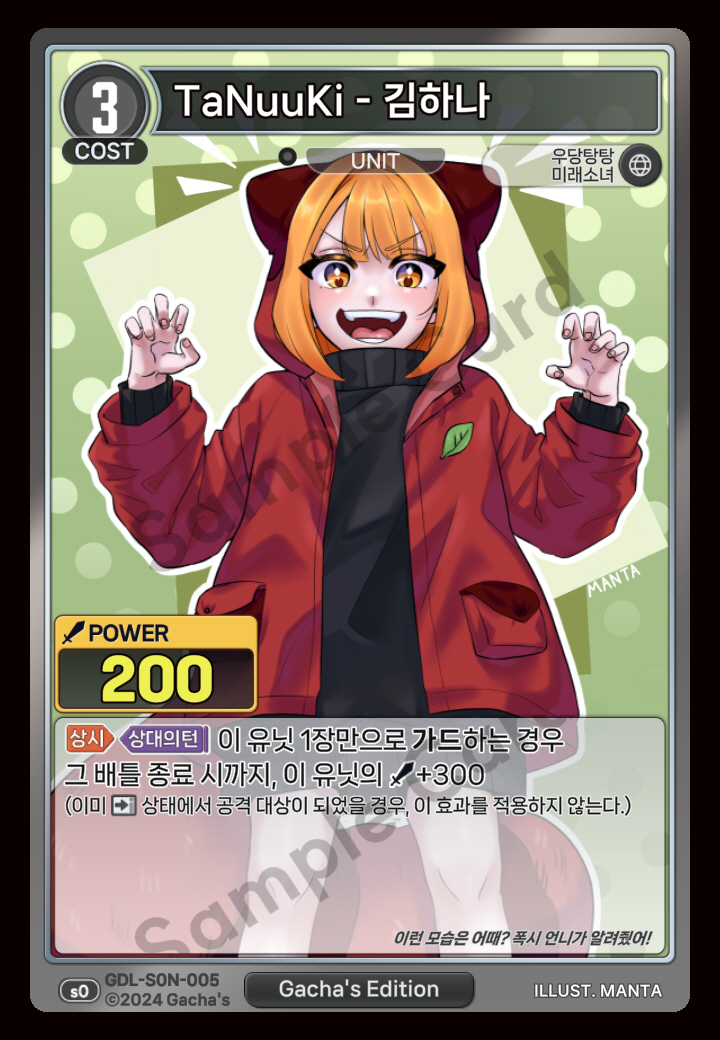 3
COST
TaNuuKi - 김하나
UNIT
우당탕탕
미래소녀
Sample Card
MANTA
POWER
200
상시 상대의턴 이 유닛 1장만으로 가드하는 경우
그 배틀 종료 시까지, 이 유닛의 +300
(이미 상태에서 공격 대상이 되었을 경우, 이 효과를 적용하지 않는다.)
Sample Card
이런 모습은 어때? 폭시 언니가 알려줬어!
s0
GDL-S0N-005
©2024 Gacha's
Gacha's Edition
ILLUST. MANTA